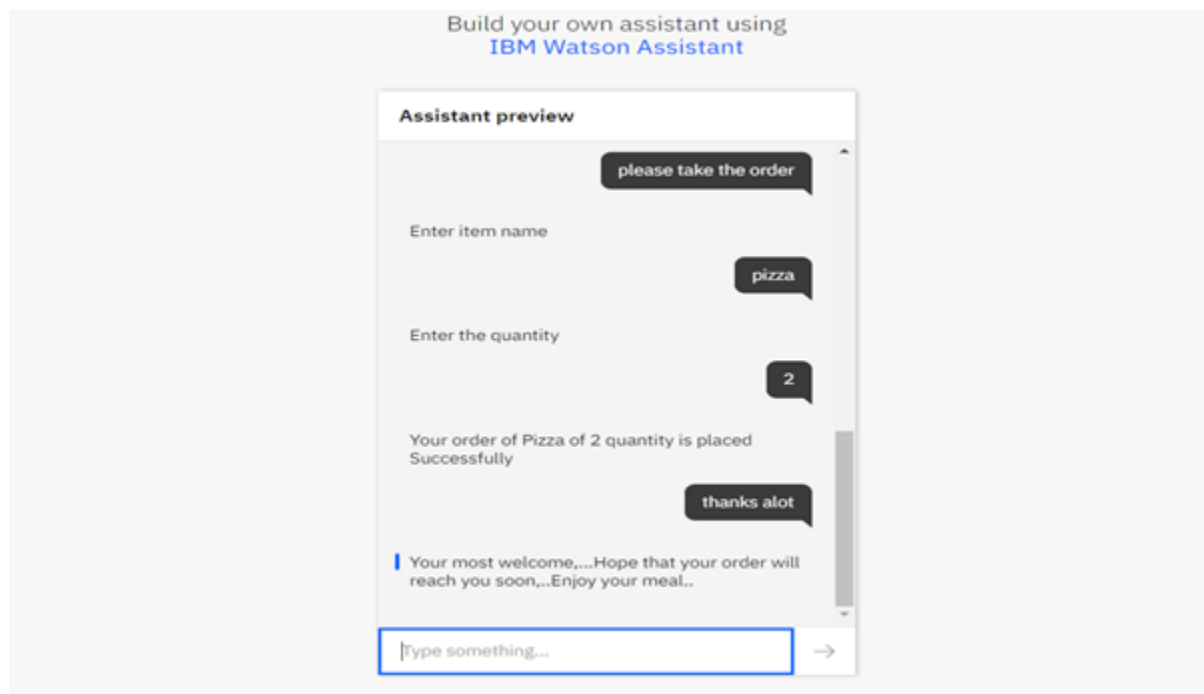 Build your own assistant using
IBM Watson Assistant
Assistant preview
please take the order
Enter item name
pizza
Enter the quantity
2
Your order of Pizza of 2 quantity is placed
Successfully
thanks alot
Your most welcome,...Hope that your order will
reach you soon,..Enjoy your meal..
Type something...